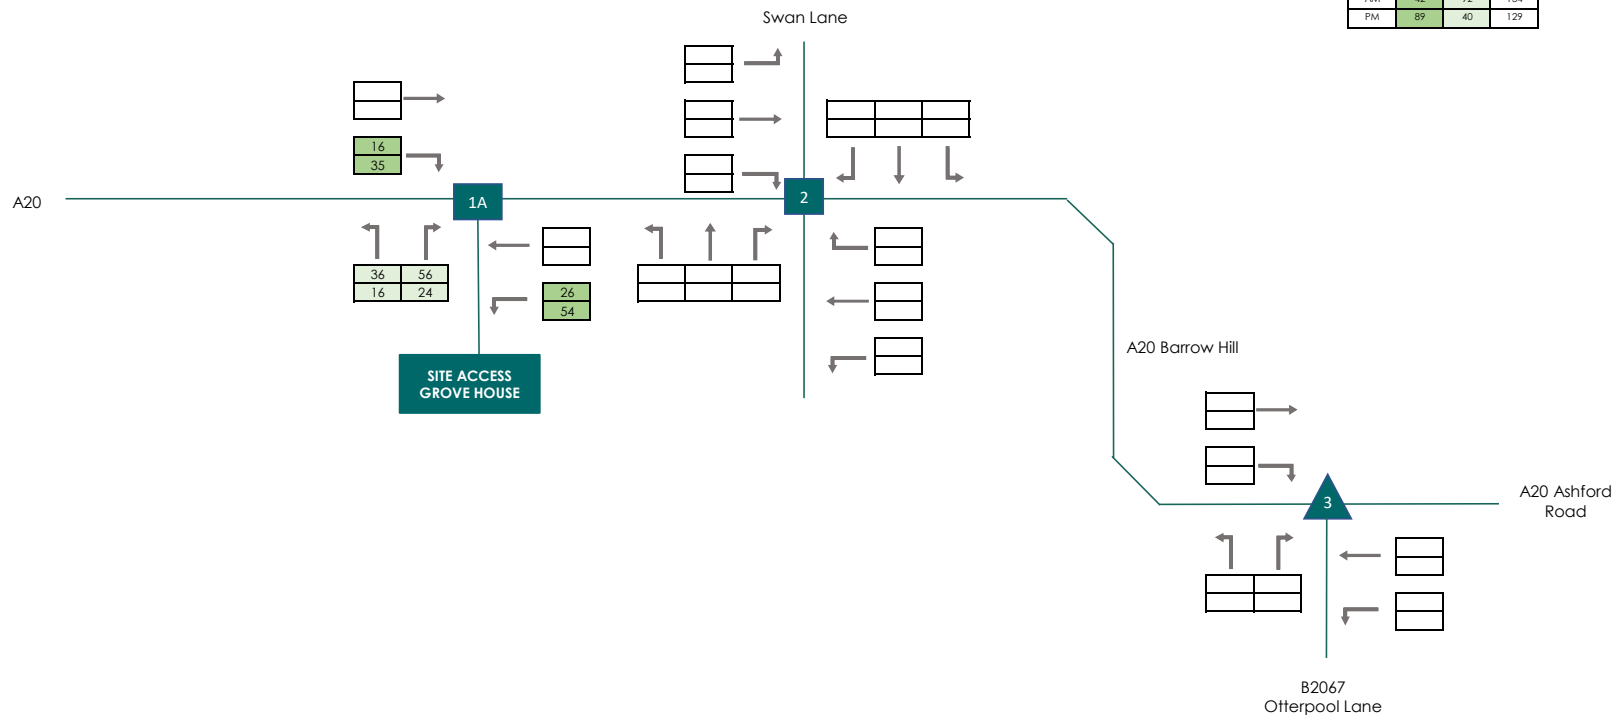 PM 89 40 129
Swan Lane
16
35
A20
1A
2
36 56
16 24
26
54
SITE ACCESS
GROVE HOUSE
A20 Barrow Hill
3
A20 Ashford
Road
B2067
Otterpool Lane